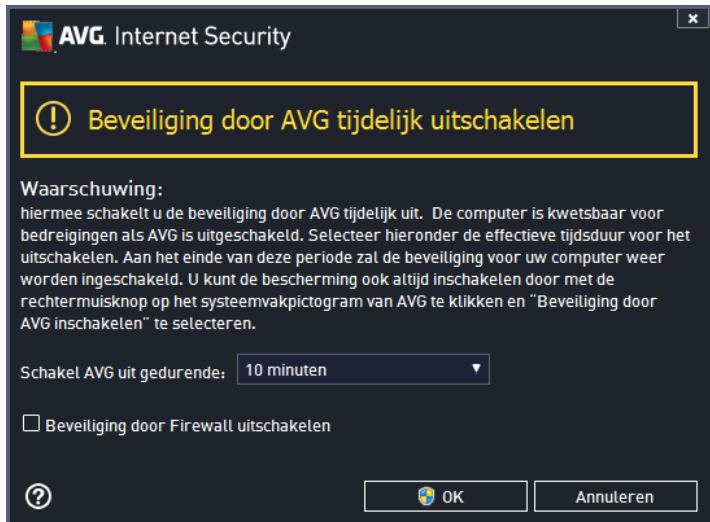 AVG. Internet Security
x
Beveiliging door AVG tijdelijk uitschakelen
Waarschuwing:
hiermee schakelt u de beveiliging door AVG tijdelijk uit. De computer is kwetsbaar voor
bedreigingen als AVG is uitgeschakeld. Selecteer hieronder de effectieve tijdsduur voor het
uitschakelen. Aan het einde van deze periode zal de beveiliging voor uw computer weer
worden ingeschakeld. U kunt de bescherming ook altijd inschakelen door met de
rechtermuisknop op het systeemvakpictogram van AVG te klikken en "Beveiliging door
AVG inschakelen" te selecteren.
Schakel AVG uit gedurende: 10 minuten
Beveiliging door Firewall uitschakelen
? OK Annuleren